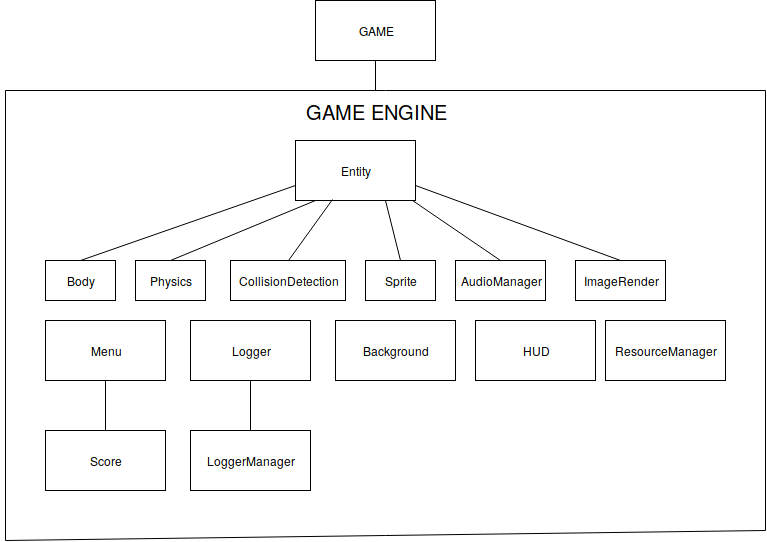 GAME
GAME ENGINE
Entity
Body
Physics
CollisionDetection
Sprite
AudioManager
ImageRender
Menu
Logger
Background
HUD
ResourceManager
Score
LoggerManager